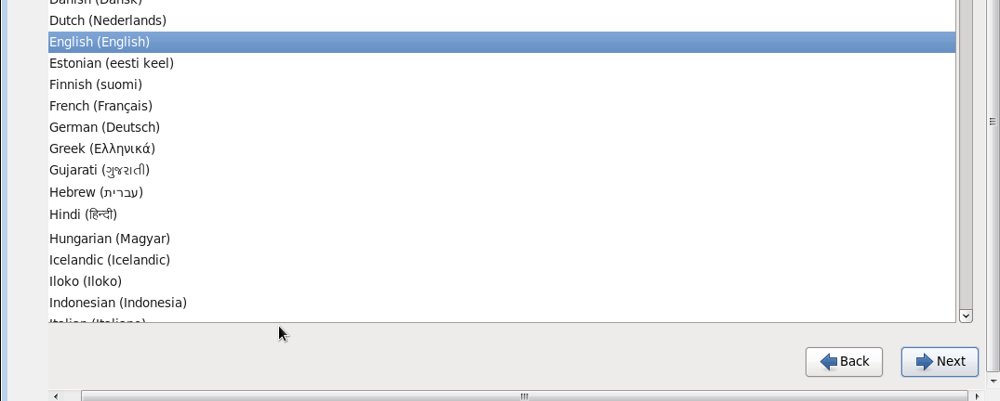 Danish (Dansk)
Dutch (Nederlands)
English (English)
Estonian (eesti keel)
Finnish (suomi)
French (Français)
German (Deutsch)
Greek (Ελληνικά)
Gujarati (ગુજરાતી)
Hebrew (עברית)
Hindi (हिन्दी)
Hungarian (Magyar)
Icelandic (Icelandic)
Iloko (Iloko)
Indonesian (Indonesia)
Italian (Italiano)
Back
Next